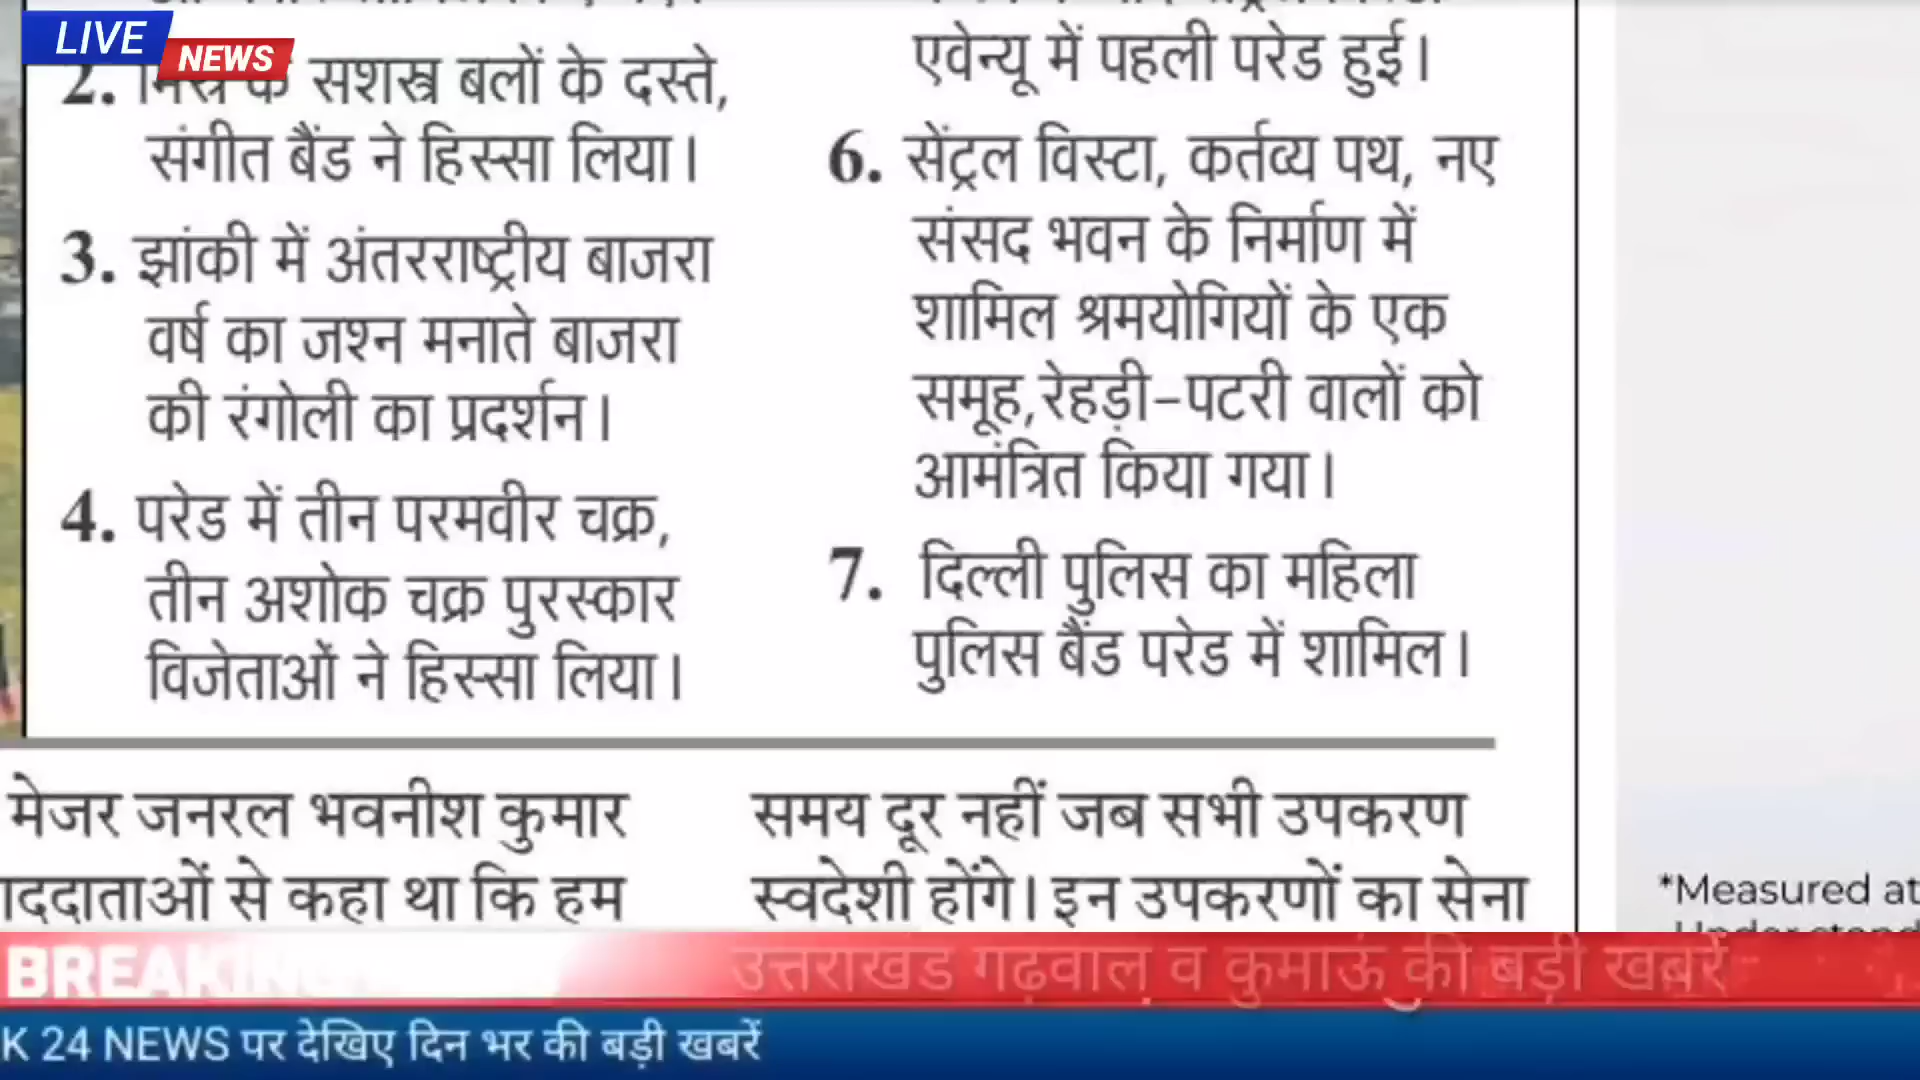 LIVE
NEWS
2. मिस्र के सशस्त्र बलों के दस्ते,
संगीत बैंड ने हिस्सा लिया।
3. झांकी में अंतरराष्ट्रीय बाजरा
वर्ष का जश्न मनाते बाजरा
की रंगोली का प्रदर्शन।
4. परेड में तीन परमवीर चक्र,
तीन अशोक चक्र पुरस्कार
विजेताओं ने हिस्सा लिया।
एवेन्यू में पहली परेड हुई।
6. सेंट्रल विस्टा, कर्तव्य पथ, नए
संसद भवन के निर्माण में
शामिल श्रमयोगियों के एक
समूह,रेहड़ी-पटरी वालों को
आमंत्रित किया गया।
7. दिल्ली पुलिस का महिला
पुलिस बैंड परेड में शामिल।
मेजर जनरल भवनीश कुमार
ाददाताओं से कहा था कि हम
समय दूर नहीं जब सभी उपकरण
स्वदेशी होंगे। इन उपकरणों का सेना
*Measured at
BREAKING
उत्तराखंड गढ़वाल व कुमाऊं की बड़ी खबरें
K 24 NEWS पर देखिए दिन भर की बड़ी खबरें